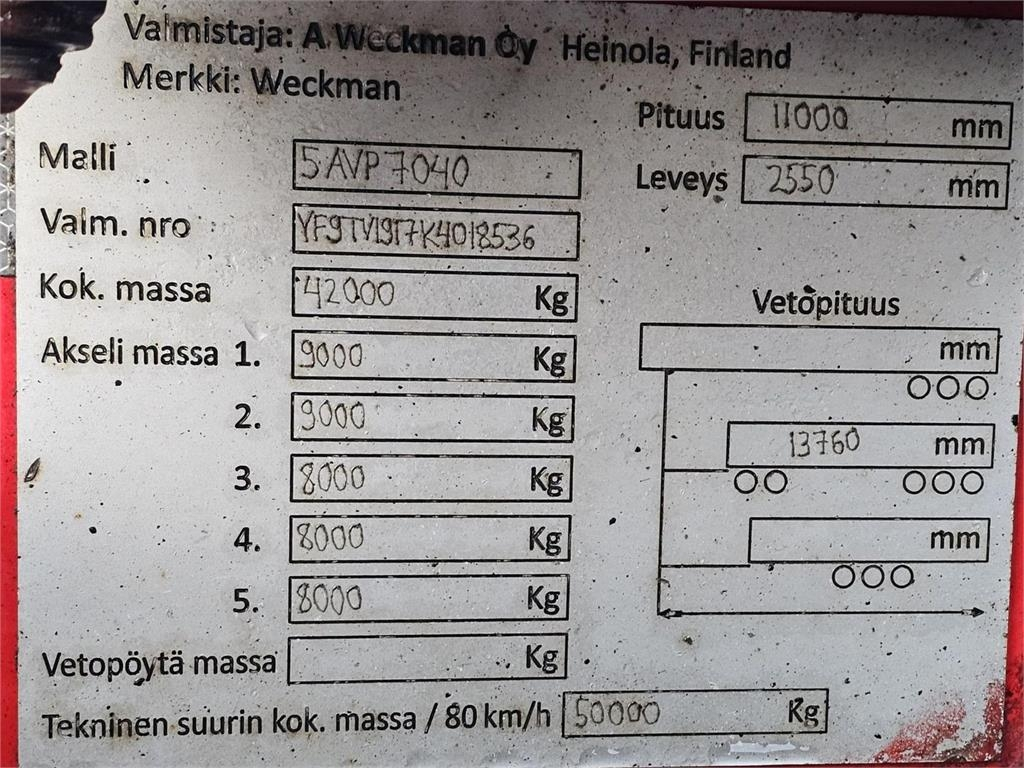 Valmistaja: A Weckman Oy Heinola, Finland
Merkki: Weckman
Pituus 11000 mm
Malli 5AVP 7040
Leveys 2550 mm
Valm. nro YF9TV19T7K4018536
Kok. massa 42000 Kg
Vetopituus
Akseli massa 1. 9000 Kg
mm
2. 9000 Kg
13760 mm
3. 8000 Kg
4. 8000 Kg
mm
5. 8000 Kg
Vetopöytä massa Kg
Tekninen suurin kok. massa / 80 km/h 50000 Kg